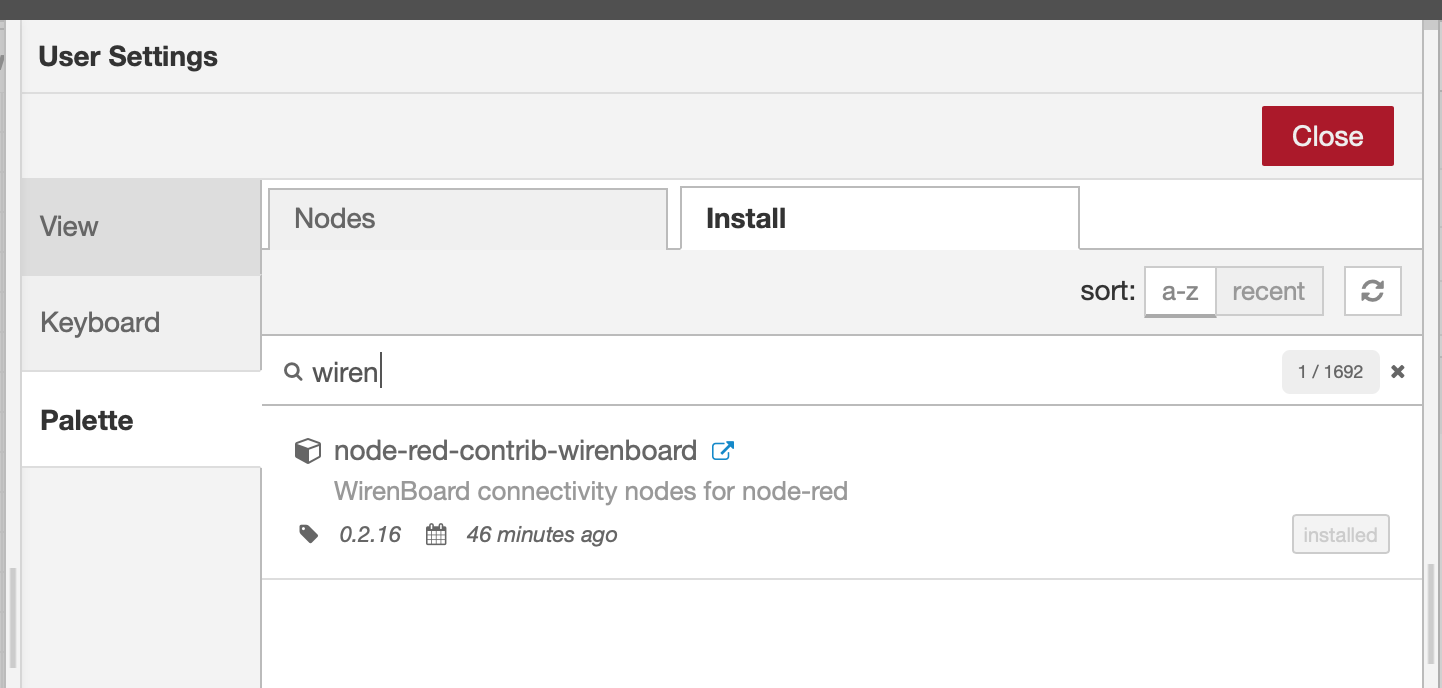 User Settings
Close
View
Keyboard
Palette
Nodes
Install
sort: a-z recent
wiren
1 / 1692
node-red-contrib-wirenboard
WirenBoard connectivity nodes for node-red
0.2.16 46 minutes ago
installed